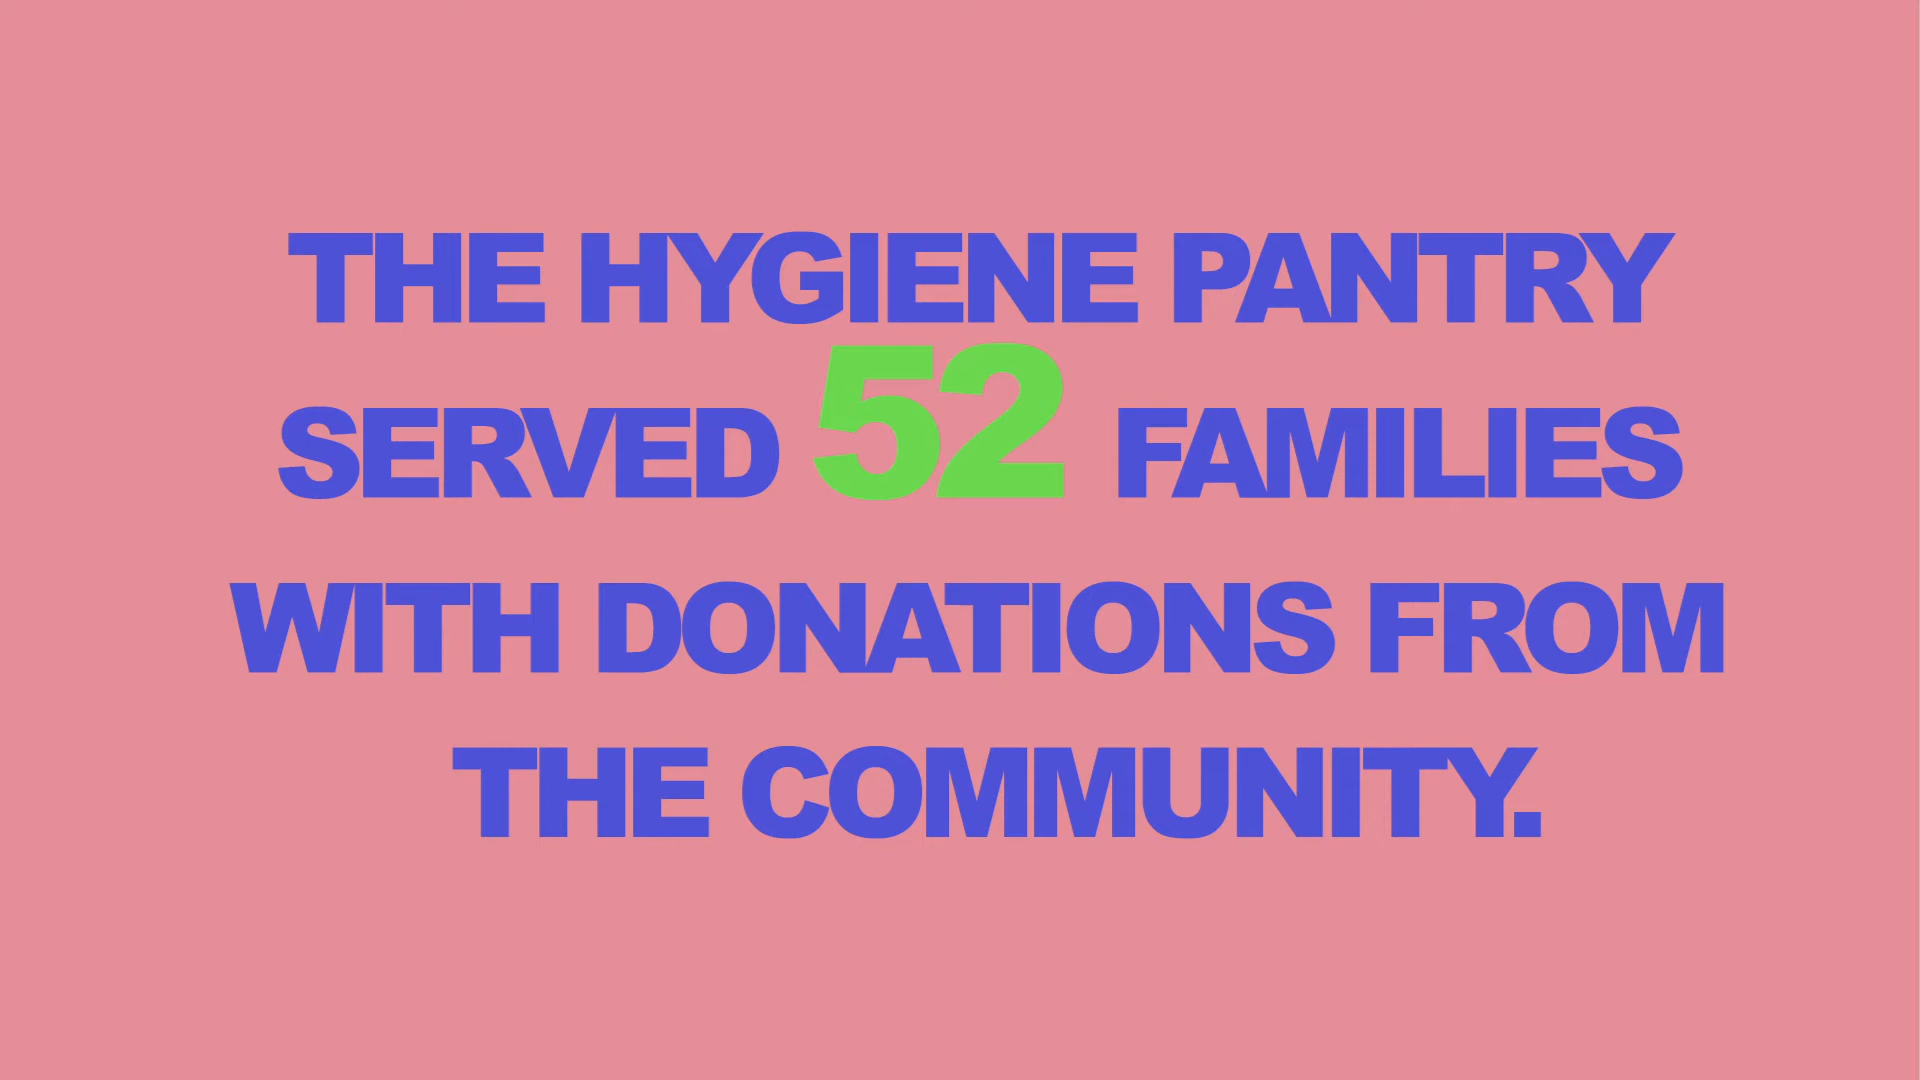 THE HYGIENE PANTRY
SERVED 52 FAMILIES
WITH DONATIONS FROM
THE COMMUNITY.